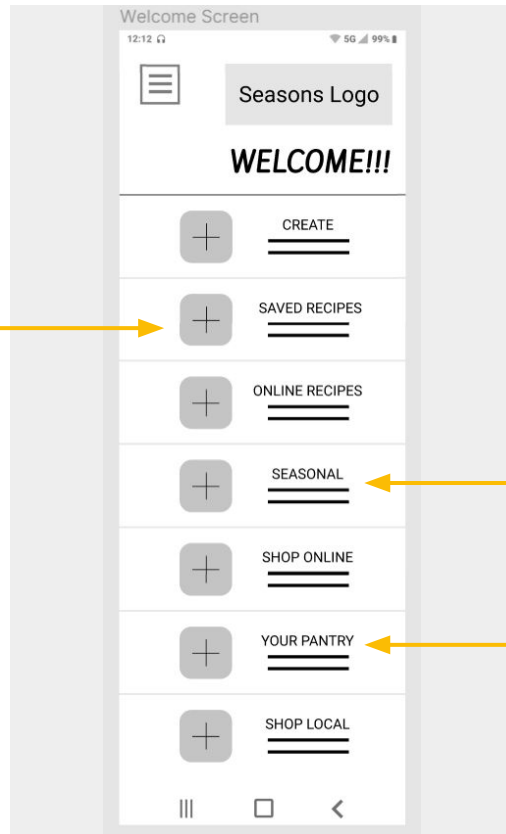 Welcome Screen
12:12 5G 99%
Seasons Logo
WELCOME!!!
CREATE
SAVED RECIPES
ONLINE RECIPES
SEASONAL
SHOP ONLINE
YOUR PANTRY
SHOP LOCAL